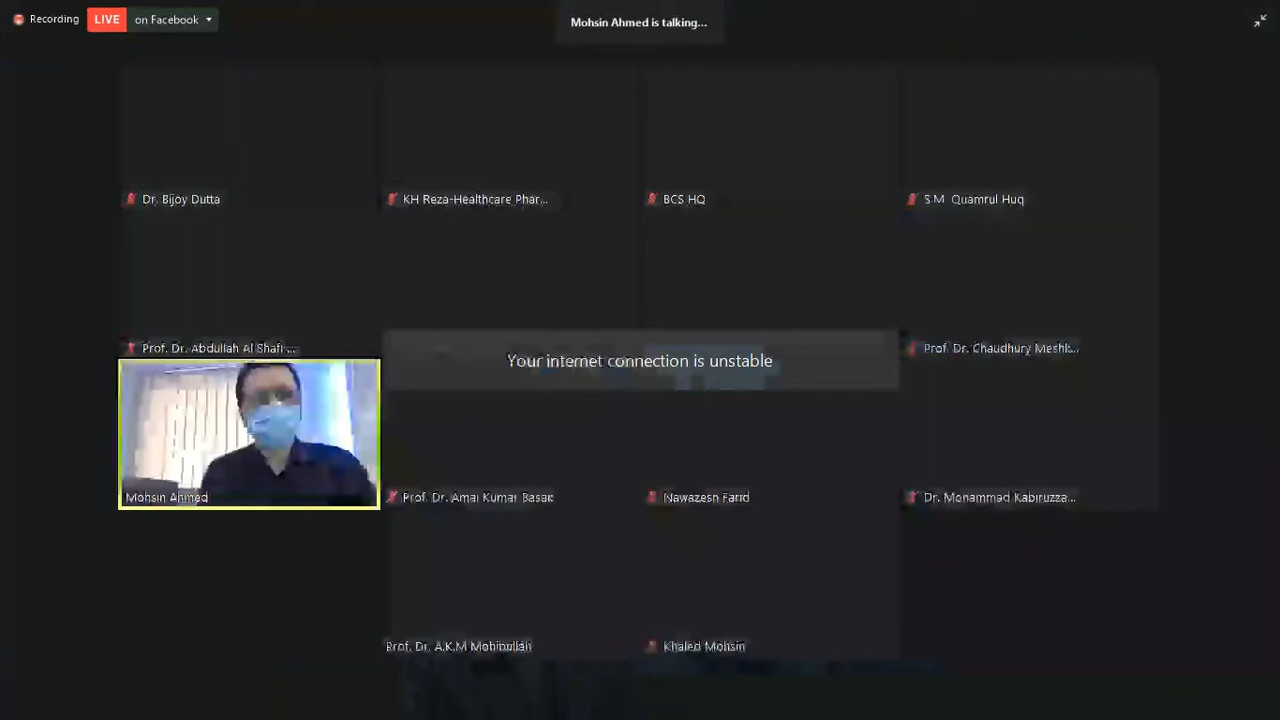 Recording
LIVE on Facebook
Mohsin Ahmed is talking...
Dr. Bijoy Dutta
KH Reza-Healthcare Phar...
BCS HQ
S.M. Quamrul Huq
Prof. Dr. Abdullah Al Shafi ...
Your internet connection is unstable
Prof. Dr. Chaudhury Meshk...
Mohsin Ahmed
Prof. Dr. Amal Kumar Basak
Nawazesh Farid
Dr. Mohammad Kabiruzza...
Prof. Dr. A.K.M Mohibullah
Khaled Mohsin